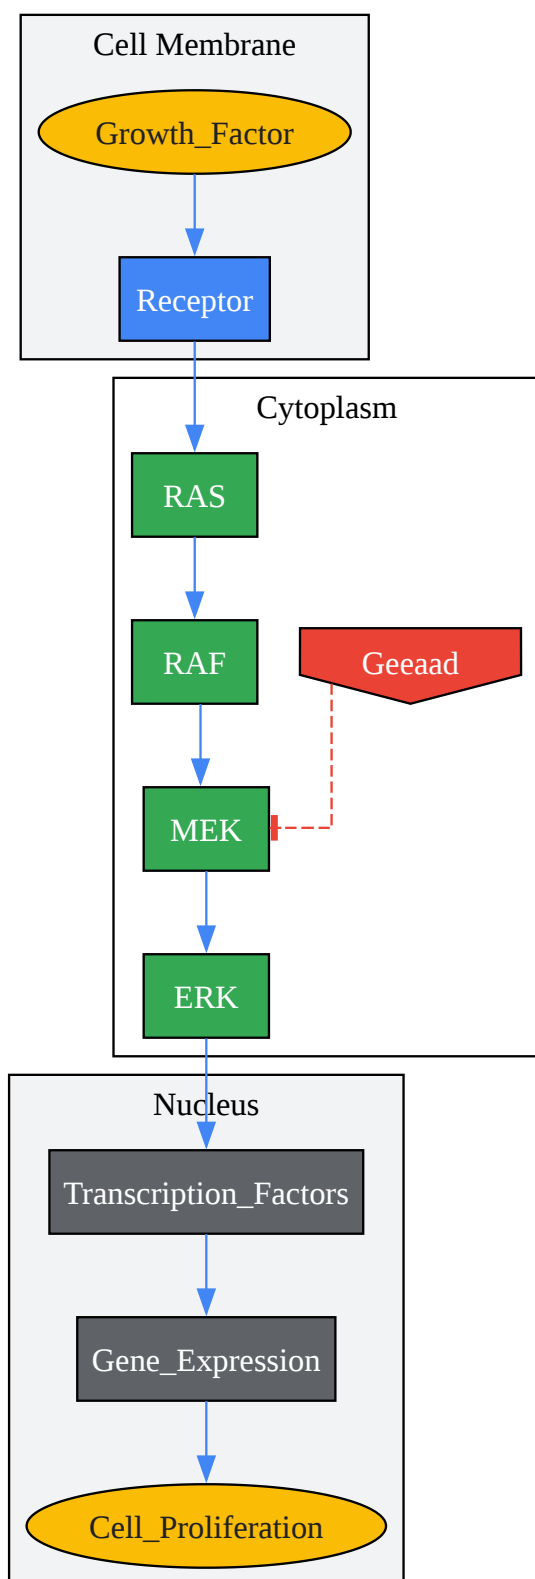 Cell Membrane
Growth_Factor
Receptor
Cytoplasm
RAS
RAF
Geeaad
MEK
ERK
Nucleus
Transcription_Factors
Gene_Expression
Cell_Proliferation